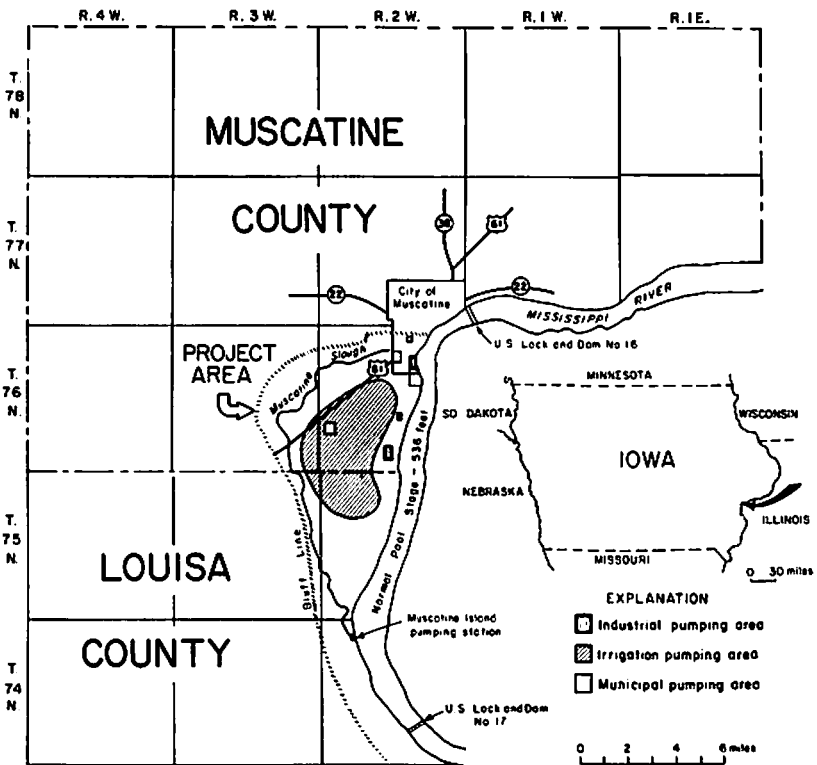 R. 4 W. R. 3 W. R. 2 W. R. 1 W. R. 1 E.
T. 78 N.
MUSCATINE
COUNTY
T. 77 N.
38
61
22
City of
Muscatine
22
MISSISSIPPI RIVER
U.S. Lock and Dam No 16
PROJECT
AREA
Muscatine Slough
61
T. 76 N.
Normal Pool Stage - 536 feet
MINNESOTA
SO DAKOTA
WISCONSIN
IOWA
NEBRASKA
ILLINOIS
MISSOURI
0 30 miles
T. 75 N.
LOUISA
COUNTY
Bluff Line
Muscatine Island
pumping station
T. 74 N.
U.S. Lock and Dam
No 17
EXPLANATION
Industrial pumping area
Irrigation pumping area
Municipal pumping area
0 2 4 6 miles